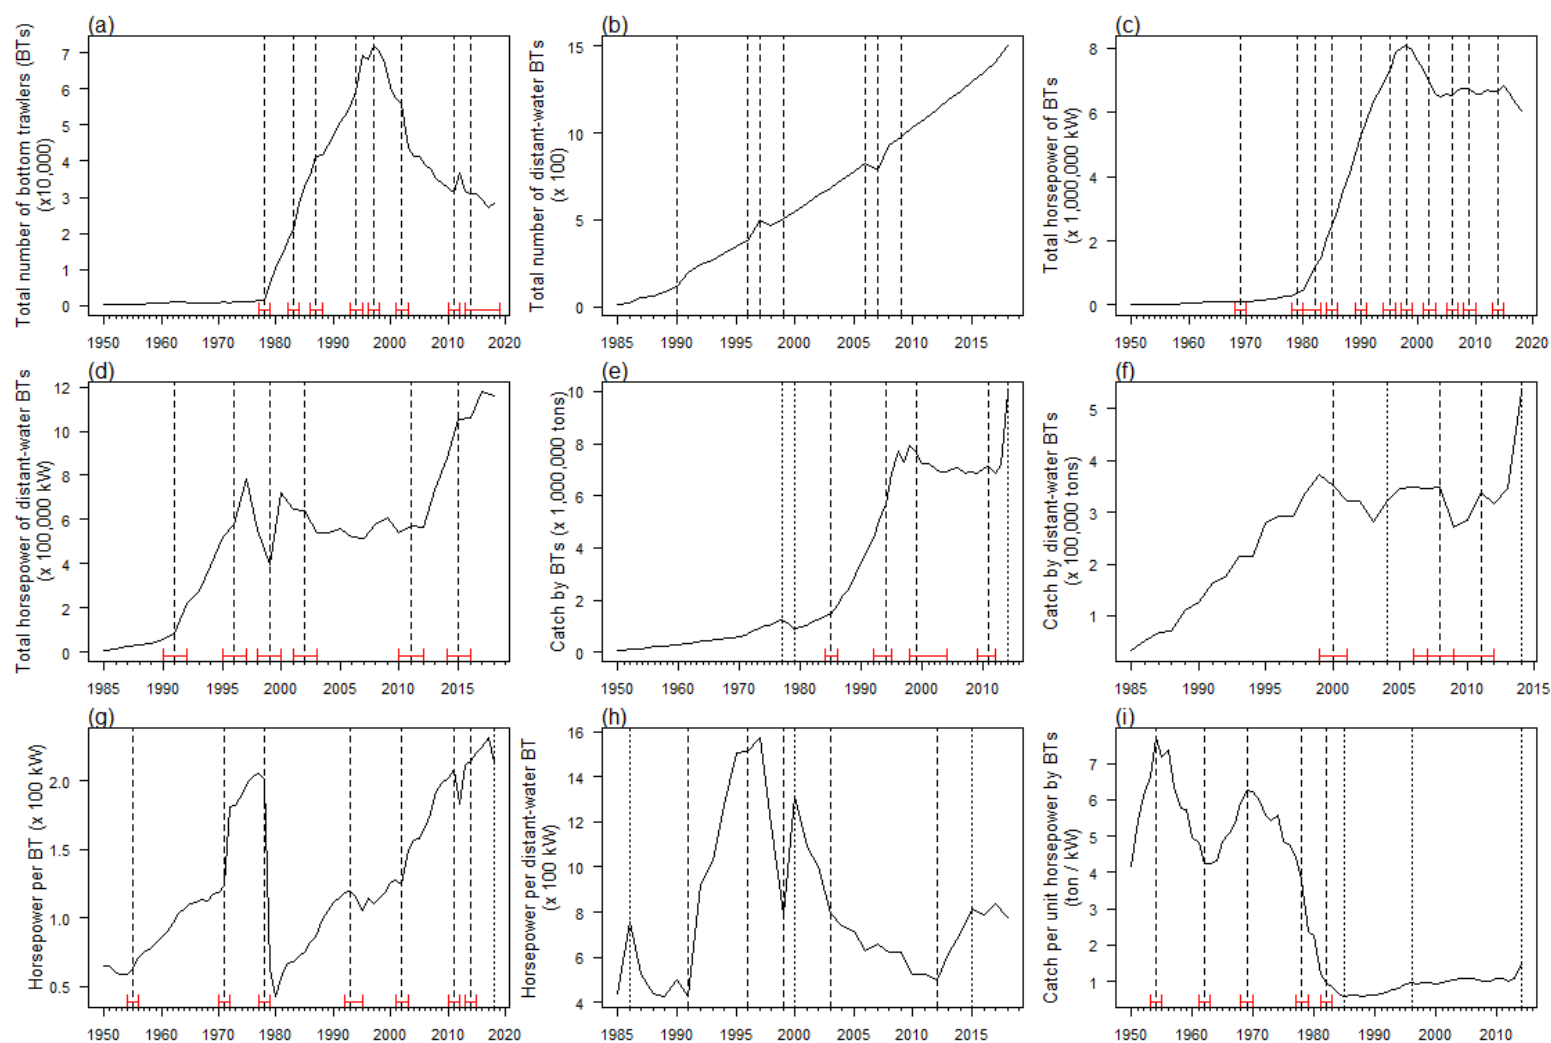 (a)
Total number of bottom trawlers (BTs)
(x10,000)
7
6
5
4
3
2
1
0
1950 1960 1970 1980 1990 2000 2010 2020
(b)
Total number of distant-water BTs
(x 100)
15
10
5
0
1985 1990 1995 2000 2005 2010 2015
(c)
Total horsepower of BTs
(x 1,000,000 kW)
8
6
4
2
0
1950 1960 1970 1980 1990 2000 2010 2020
(d)
Total horsepower of distant-water BTs
(x 100,000 kW)
12
10
8
6
4
2
0
1985 1990 1995 2000 2005 2010 2015
(e)
Catch by BTs (x 1,000,000 tons)
10
8
6
4
2
0
1950 1960 1970 1980 1990 2000 2010
(f)
Catch by distant-water BTs
(x 100,000 tons)
5
4
3
2
1
1985 1990 1995 2000 2005 2010 2015
(g)
Horsepower per BT (x 100 kW)
2.0
1.5
1.0
0.5
1950 1960 1970 1980 1990 2000 2010 2020
(h)
Horsepower per distant-water BT
(x 100 kW)
16
14
12
10
8
6
4
1985 1990 1995 2000 2005 2010 2015
(i)
Catch per unit horsepower by BTs
(ton / kW)
7
6
5
4
3
2
1
1950 1960 1970 1980 1990 2000 2010